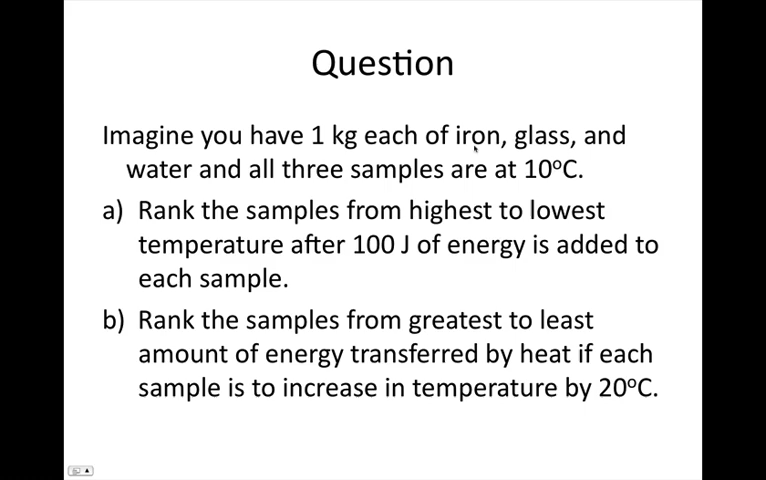 Question
Imagine you have 1 kg each of iron, glass, and
water and all three samples are at 10°C.
a) Rank the samples from highest to lowest
temperature after 100 J of energy is added to
each sample.
b) Rank the samples from greatest to least
amount of energy transferred by heat if each
sample is to increase in temperature by 20°C.